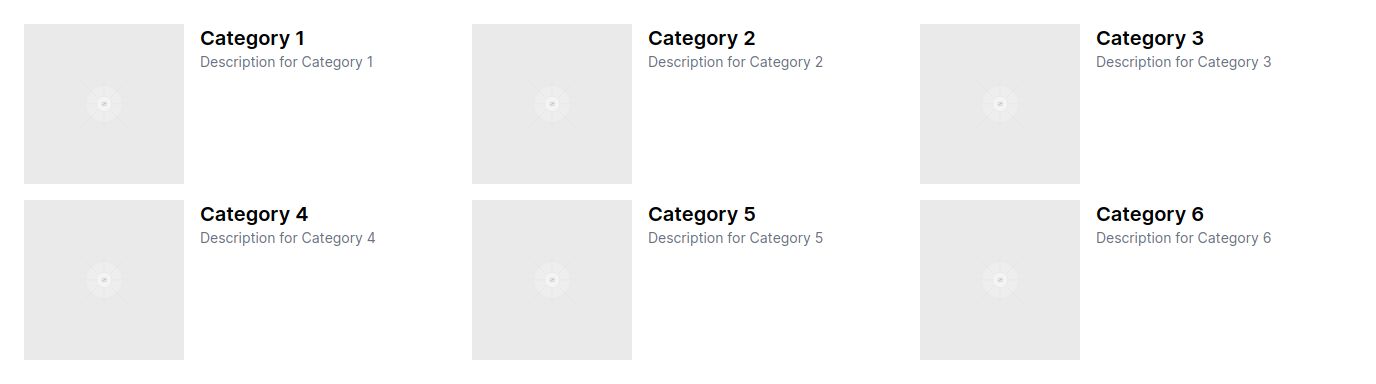 Category 1
Description for Category 1
Category 2
Description for Category 2
Category 3
Description for Category 3
Category 4
Description for Category 4
Category 5
Description for Category 5
Category 6
Description for Category 6